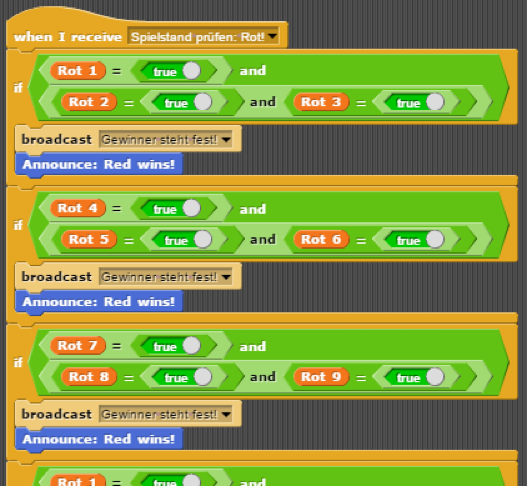 when I receive Spielstand prüfen: Rot!
Rot 1 = true and
if
Rot 2 = true and Rot 3 = true
broadcast Gewinner steht fest!
Announce: Red wins!
Rot 4 = true and
if
Rot 5 = true and Rot 6 = true
broadcast Gewinner steht fest!
Announce: Red wins!
Rot 7 = true and
if
Rot 8 = true and Rot 9 = true
broadcast Gewinner steht fest!
Announce: Red wins!
Rot 1 = true and